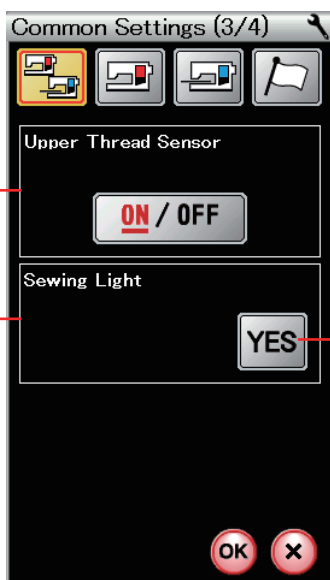 Common Settings (3/4)
Upper Thread Sensor
ON / OFF
Sewing Light
YES
OK